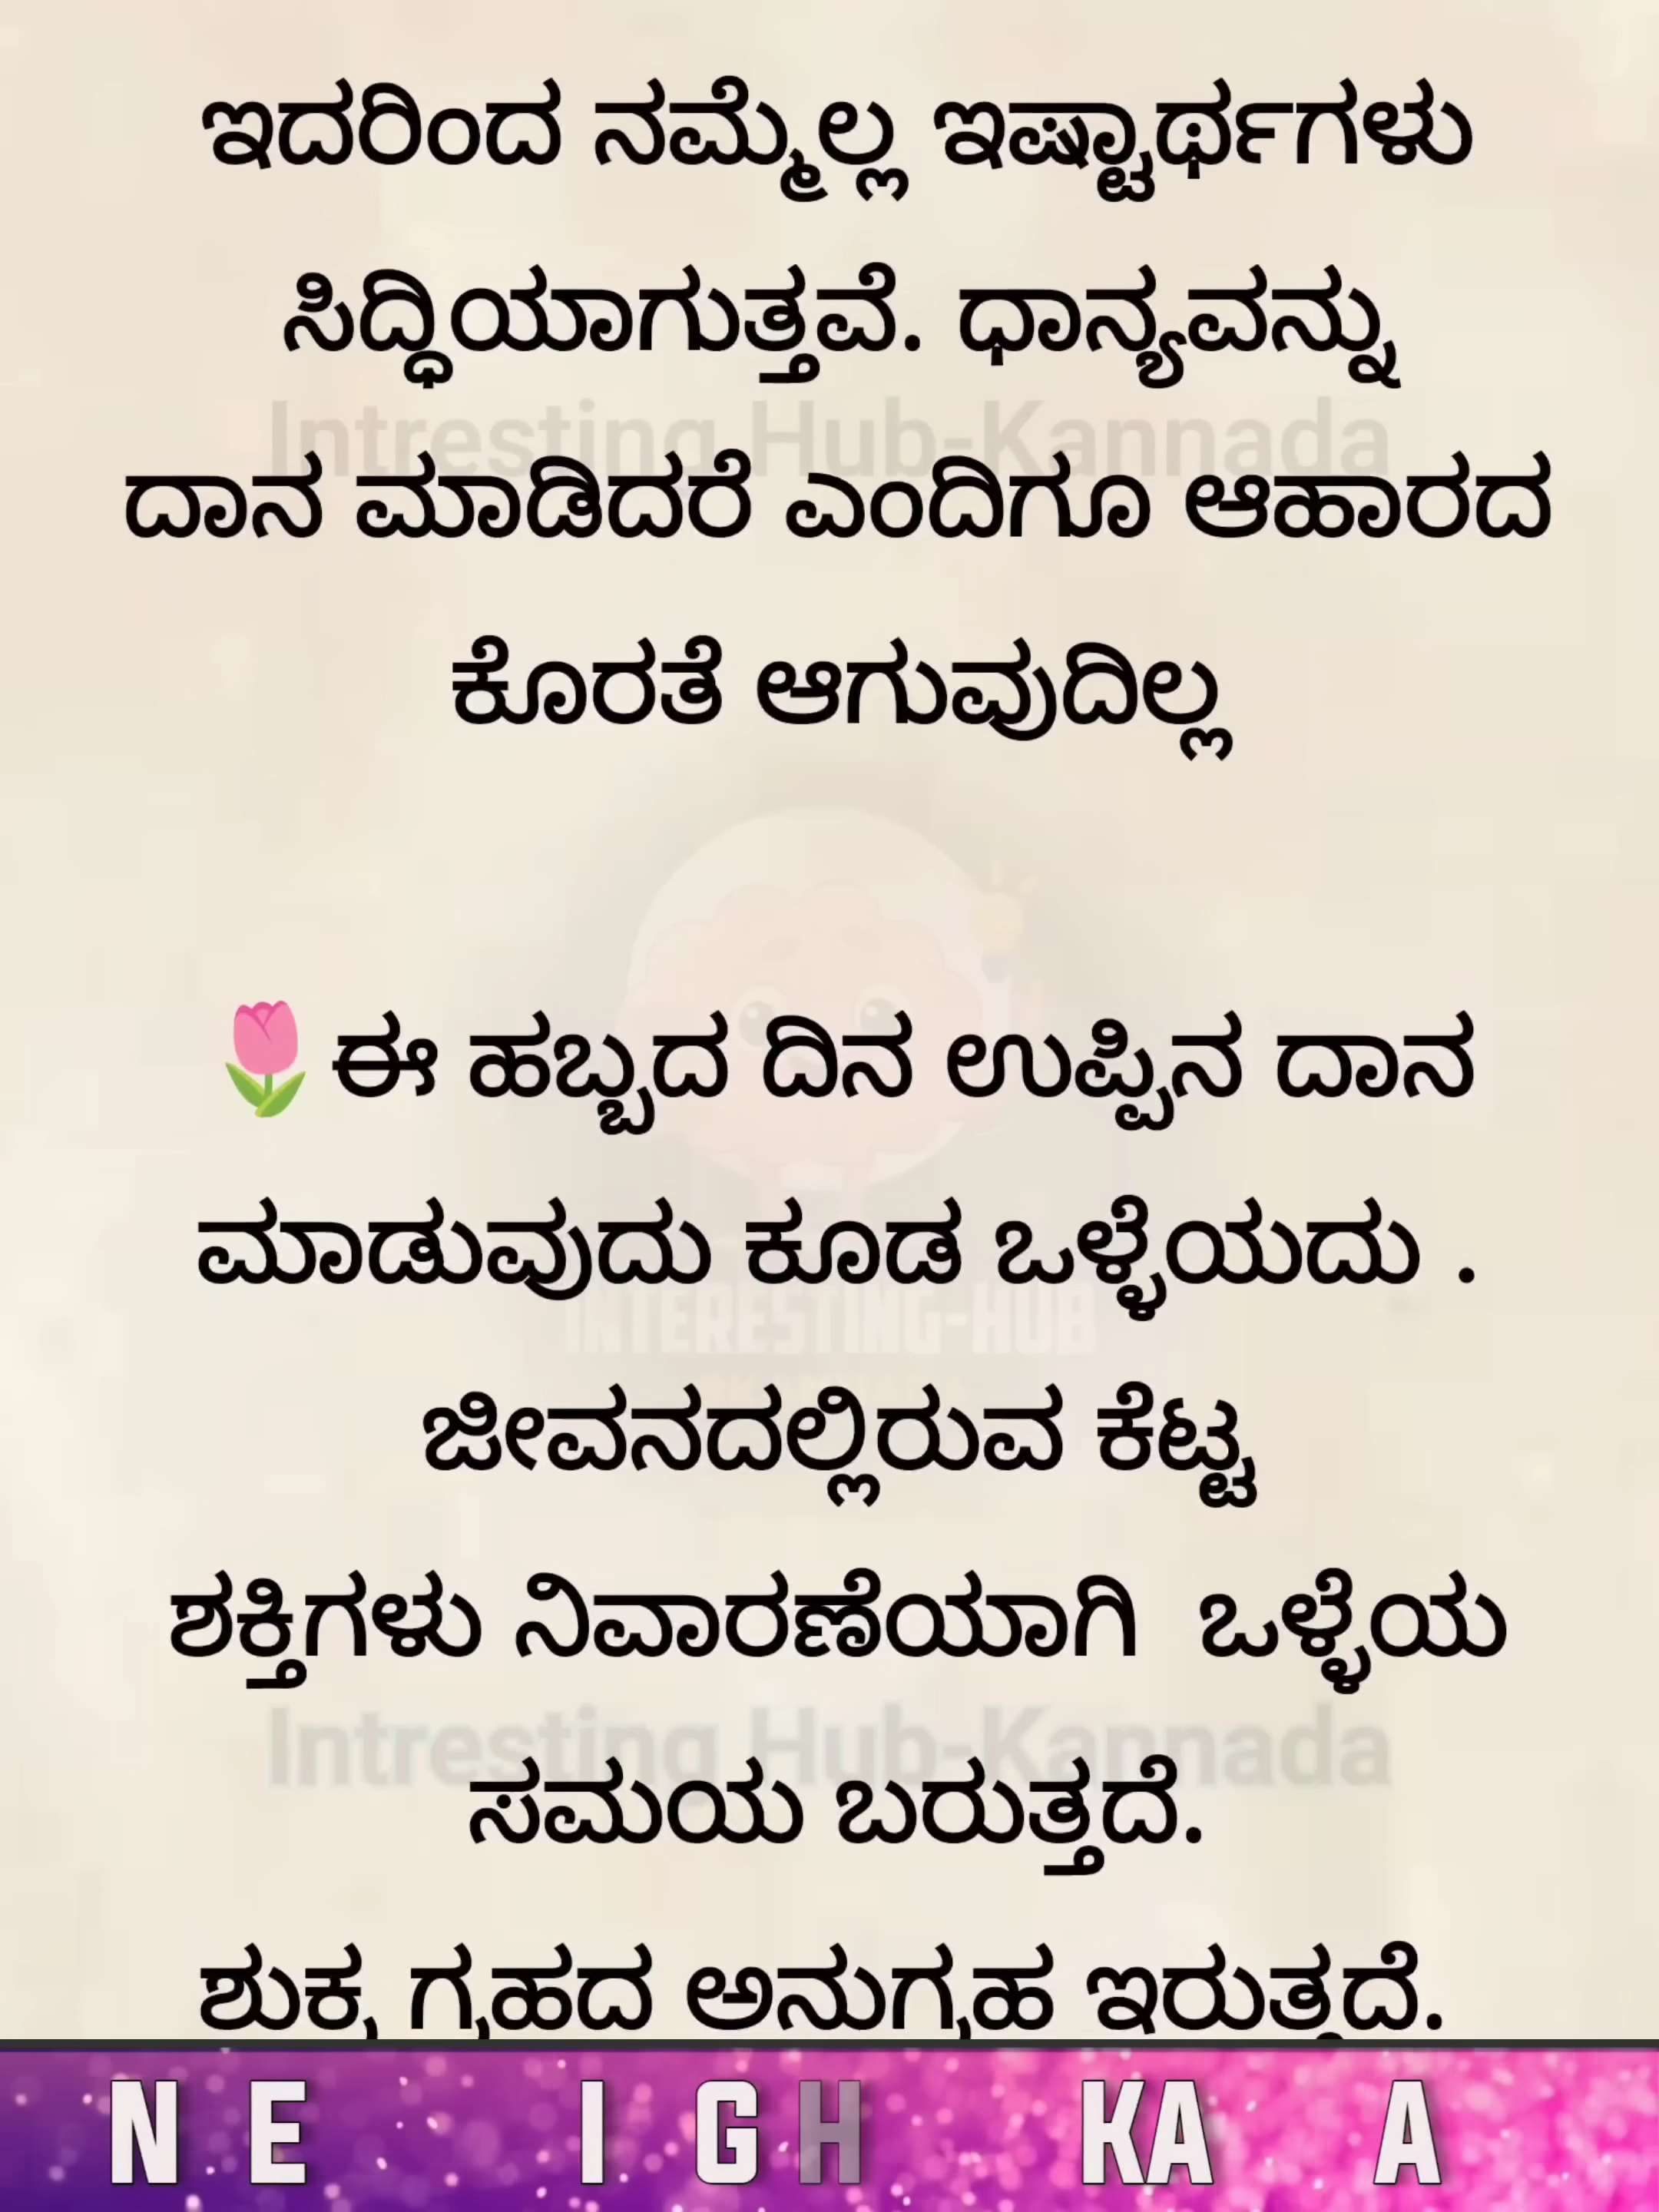 ಇದರಿಂದ ನಮ್ಮೆಲ್ಲ ಇಷ್ಟಾರ್ಥಗಳು
ಸಿದ್ಧಿಯಾಗುತ್ತವೆ. ಧಾನ್ಯವನ್ನು
Intresting Hub-Kannada
ದಾನ ಮಾಡಿದರೆ ಎಂದಿಗೂ ಆಹಾರದ
ಕೊರತೆ ಆಗುವುದಿಲ್ಲ
🌷ಈ ಹಬ್ಬದ ದಿನ ಉಪ್ಪಿನ ದಾನ
ಮಾಡುವುದು ಕೂಡ ಒಳ್ಳೆಯದು .
INTERESTING-HUB
ಜೀವನದಲ್ಲಿರುವ ಕೆಟ್ಟ
ಶಕ್ತಿಗಳು ನಿವಾರಣೆಯಾಗಿ  ಒಳ್ಳೆಯ
Intresting Hub-Kannada
ಸಮಯ ಬರುತ್ತದೆ.
ಶುಕ್ರ ಗ್ರಹದ ಅನುಗ್ರಹ ಇರುತ್ತದೆ.
N E I G H KA A